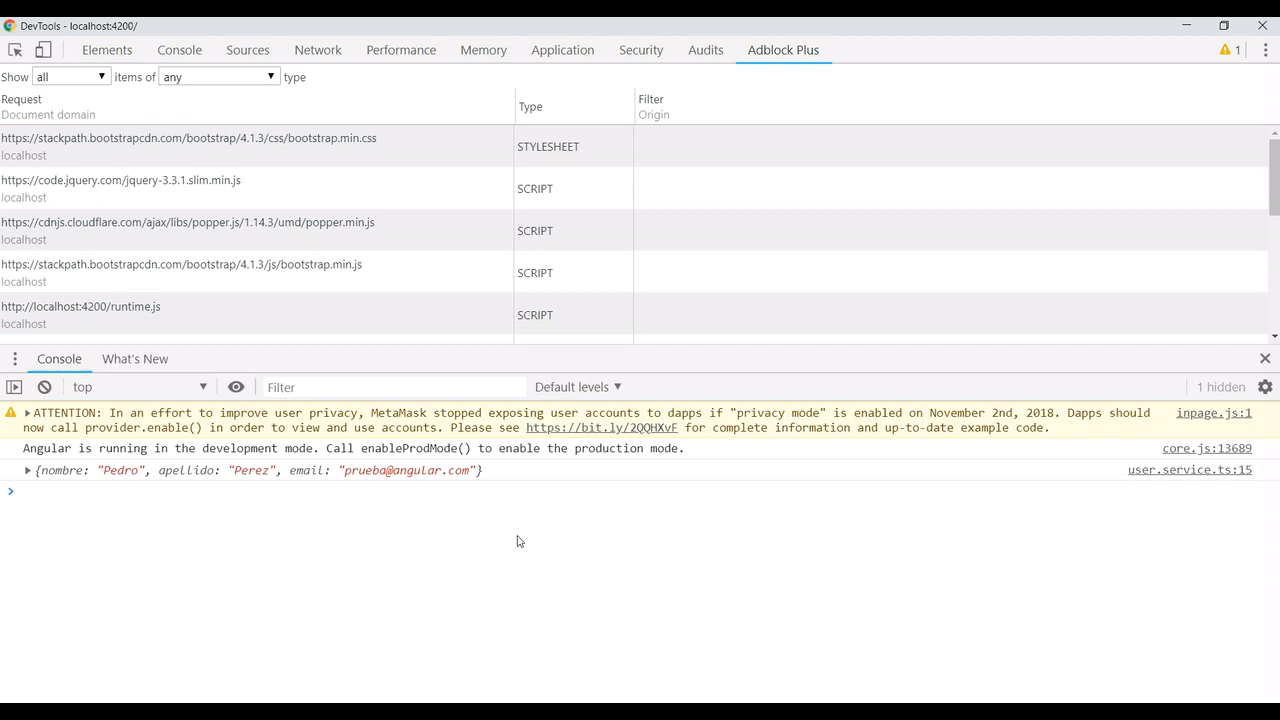 DevTools - localhost:4200/
Elements Console Sources Network Performance Memory Application Security Audits Adblock Plus 1
Show all items of any type
Request Type Filter
Document domain Origin
https://stackpath.bootstrapcdn.com/bootstrap/4.1.3/css/bootstrap.min.css STYLESHEET
localhost
https://code.jquery.com/jquery-3.3.1.slim.min.js SCRIPT
localhost
https://cdnjs.cloudflare.com/ajax/libs/popper.js/1.14.3/umd/popper.min.js SCRIPT
localhost
https://stackpath.bootstrapcdn.com/bootstrap/4.1.3/js/bootstrap.min.js SCRIPT
localhost
http://localhost:4200/runtime.js SCRIPT
localhost
Console What's New
top Filter Default levels 1 hidden
ATTENTION: In an effort to improve user privacy, MetaMask stopped exposing user accounts to dapps if "privacy mode" is enabled on November 2nd, 2018. Dapps should inpage.js:1
now call provider.enable() in order to view and use accounts. Please see https://bit.ly/2QQHXvF for complete information and up-to-date example code.
Angular is running in the development mode. Call enableProdMode() to enable the production mode. core.js:13689
{nombre: "Pedro", apellido: "Perez", email: "prueba@angular.com"} user.service.ts:15
>